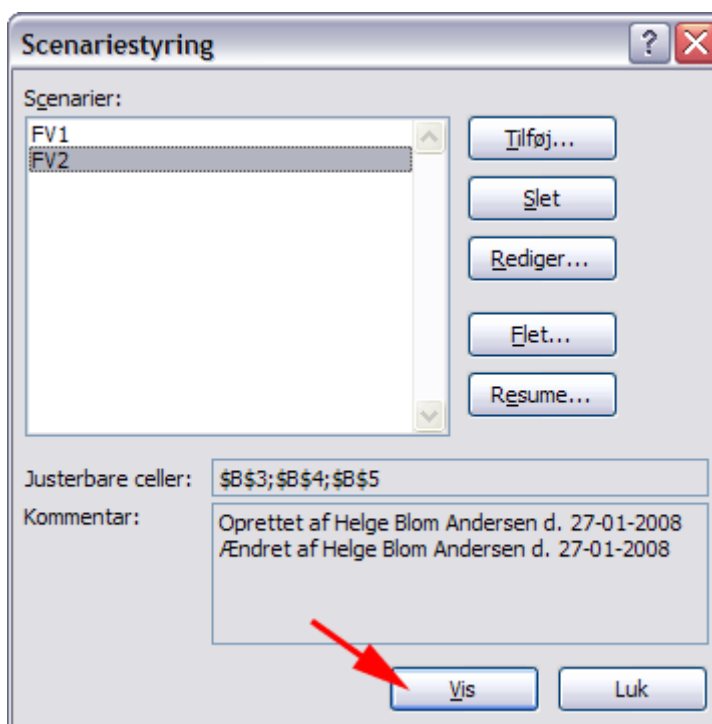 Scenariestyring
Scenarier:
FV1
FV2
Tilføj...
Slet
Rediger...
Flet...
Resume...
Justerbare celler: $B$3;$B$4;$B$5
Kommentar:
Oprettet af Helge Blom Andersen d. 27-01-2008
Ændret af Helge Blom Andersen d. 27-01-2008
Vis
Luk